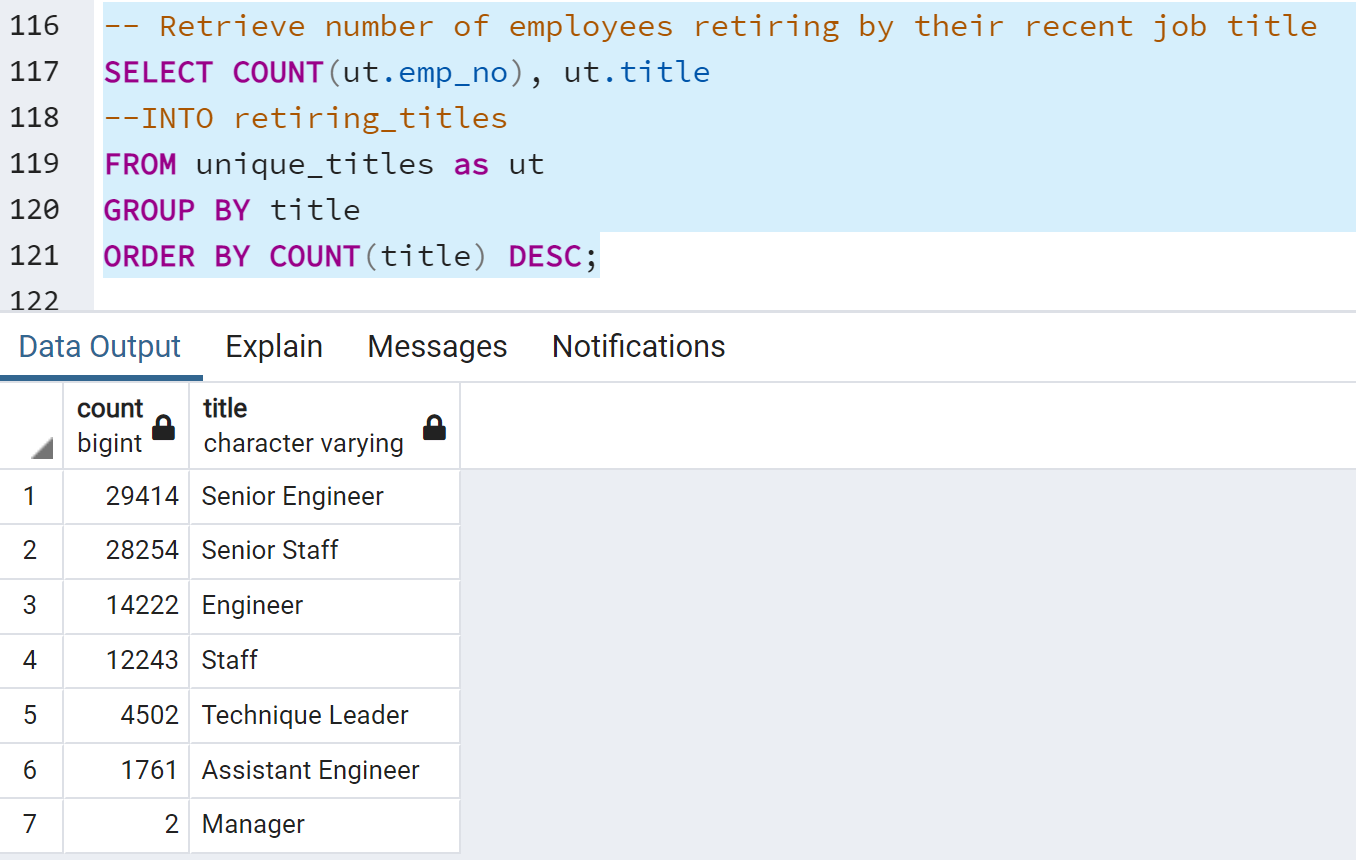 116 -- Retrieve number of employees retiring by their recent job title
117 SELECT COUNT(ut.emp_no), ut.title
118 --INTO retiring_titles
119 FROM unique_titles as ut
120 GROUP BY title
121 ORDER BY COUNT(title) DESC;
122
Data Output Explain Messages Notifications
count title
bigint character varying
1 29414 Senior Engineer
2 28254 Senior Staff
3 14222 Engineer
4 12243 Staff
5 4502 Technique Leader
6 1761 Assistant Engineer
7 2 Manager